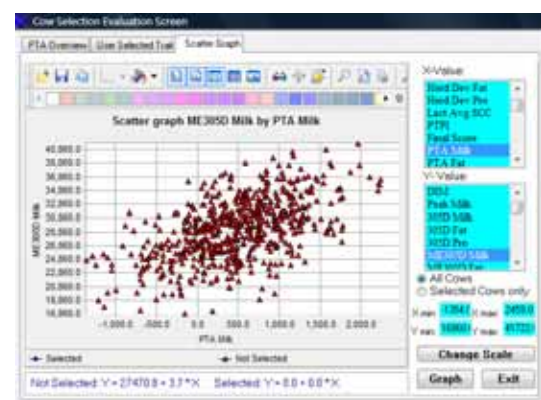 Cow Selection Evaluation Screen
PTA Overview User Selected Trait Scatter Graph
Scatter graph ME305D Milk by PTA Milk
ME305D Milk
40,000.0
38,000.0
36,000.0
34,000.0
32,000.0
30,000.0
28,000.0
26,000.0
24,000.0
22,000.0
20,000.0
18,000.0
16,000.0
-1,000.0 -500.0 0.0 500.0 1,000.0 1,500.0 2,000.0
PTA Milk
Selected Not Selected
Not Selected: Y = 27470.8 + 3.7 * X Selected: Y = 0.0 + 0.0 * X
X-Value:
Herd Dev Fat
Herd Dev Pro
Last Avg SCC
PTPI
Final Score
PTA Milk
PTA Fat
Y-Value:
DIM
Peak Milk
305D Milk
305D Fat
305D Pro
ME305D Milk
ME305D Fat
All Cows
Selected Cows only
X min: X max: 2459.0
Y min: Y max:
Change Scale
Graph Exit